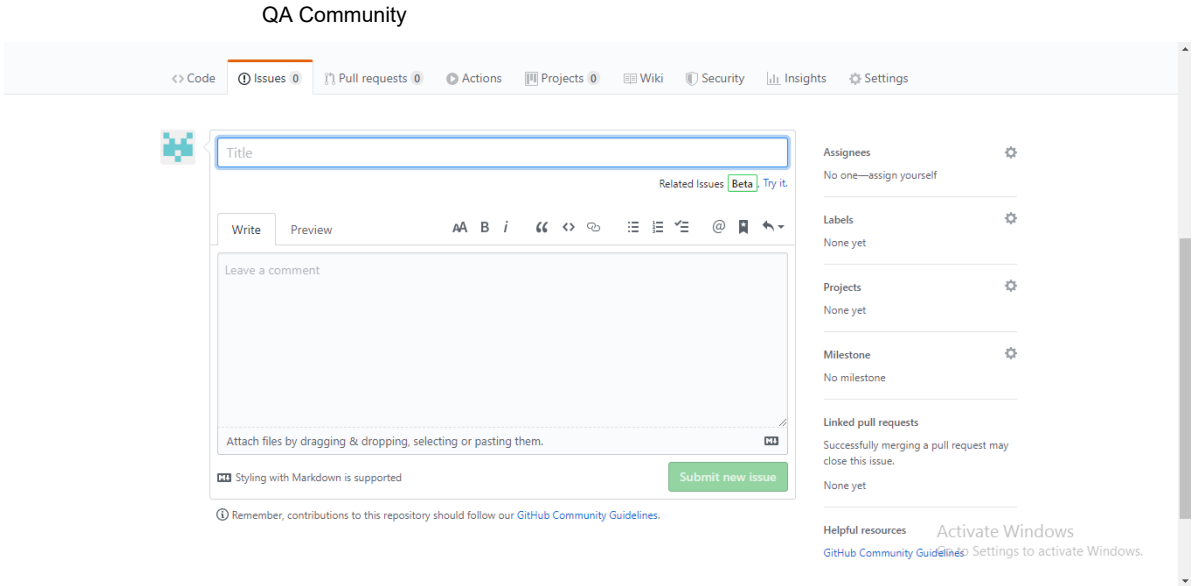 QA Community
Code Issues 0 Pull requests 0 Actions Projects 0 Wiki Security Insights Settings
Title
Related Issues Beta. Try it.
Write Preview AA B i
Leave a comment
Attach files by dragging & dropping, selecting or pasting them.
Styling with Markdown is supported
Submit new issue
Remember, contributions to this repository should follow our GitHub Community Guidelines.
Assignees
No one—assign yourself
Labels
None yet
Projects
None yet
Milestone
No milestone
Linked pull requests
Successfully merging a pull request may
close this issue.
None yet
Helpful resources
GitHub Community Guidelines
Activate Windows
Go to Settings to activate Windows.